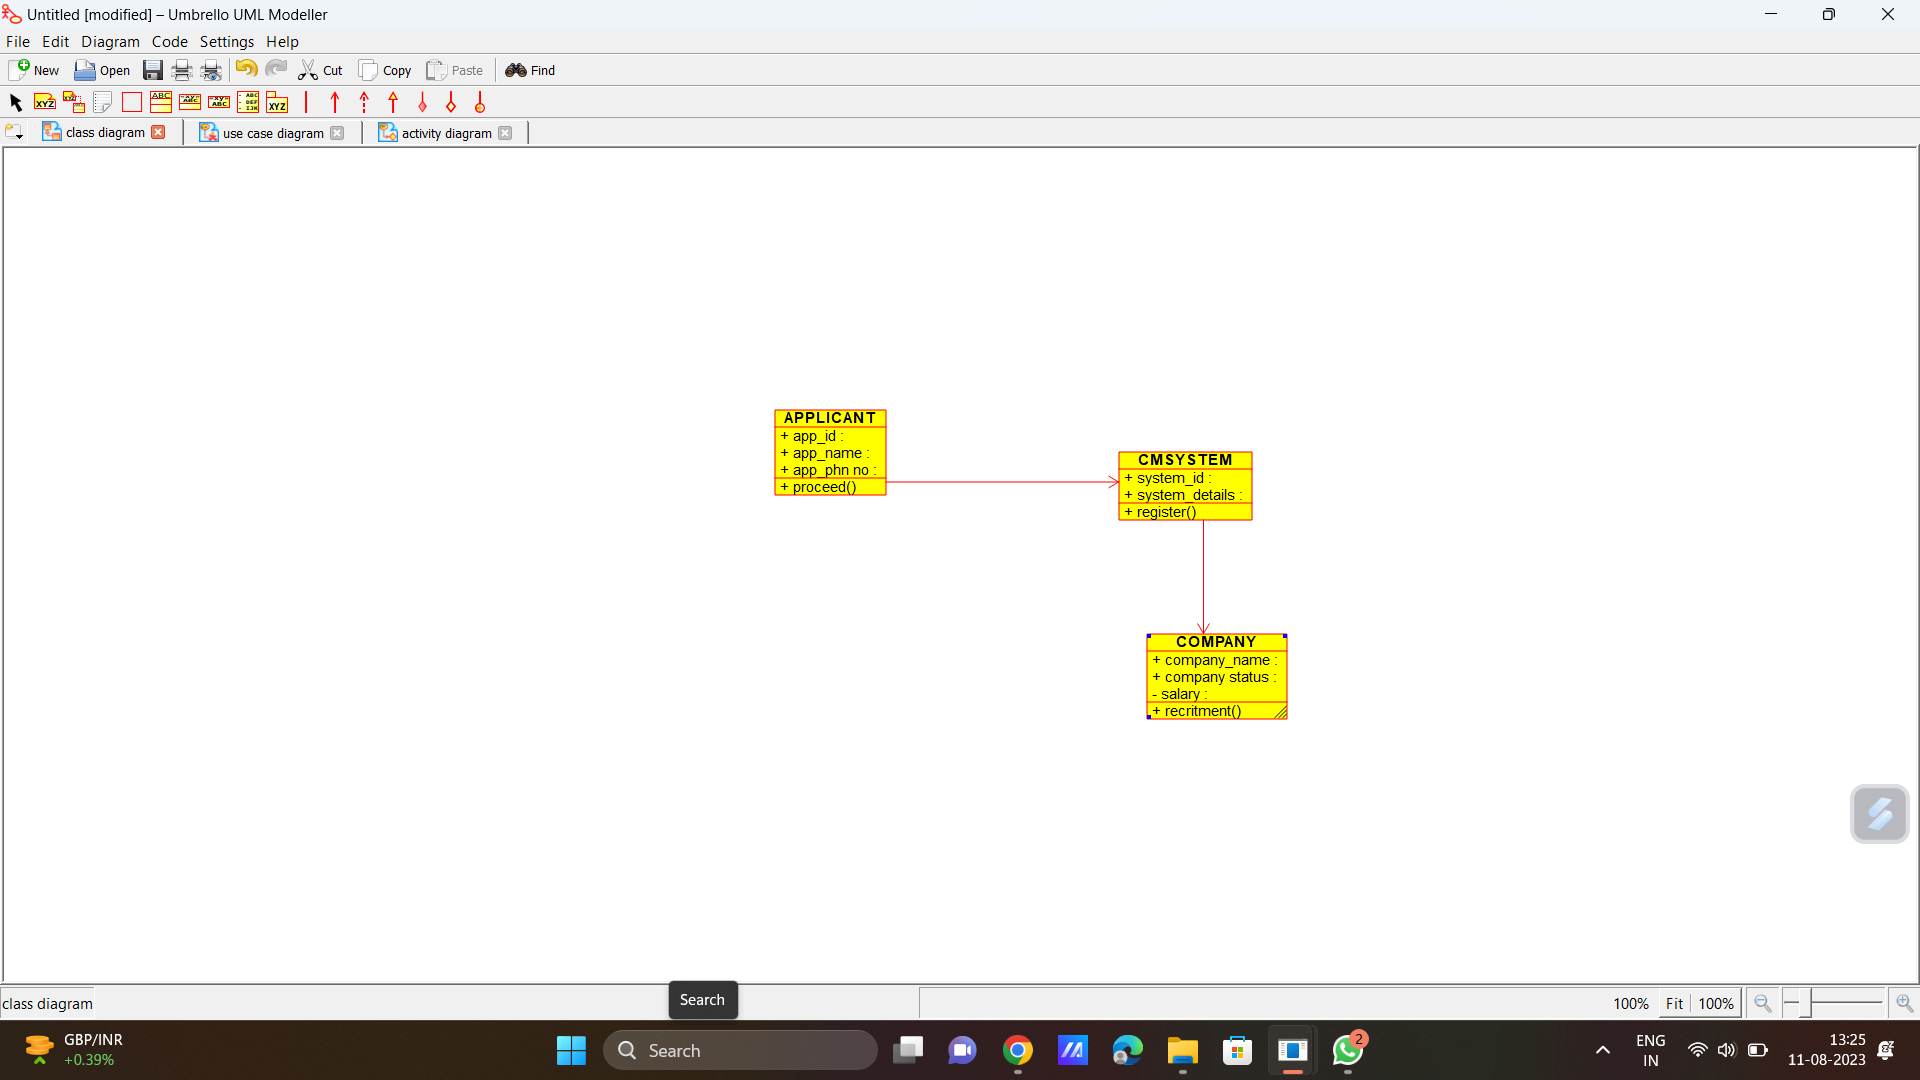 Untitled [modified] – Umbrello UML Modeller
File Edit Diagram Code Settings Help
New Open Cut Copy Paste Find
XYZ
ABC
XYZ
class diagram use case diagram activity diagram
APPLICANT
+ app_id :
+ app_name :
+ app_phn no :
+ proceed()
CMSYSTEM
+ system_id :
+ system_details :
+ register()
COMPANY
+ company_name :
+ company status :
- salary :
+ recritment()
Search
class diagram
100% Fit 100%
GBP/INR
+0.39%
Search
2
ENG
IN
13:25
11-08-2023